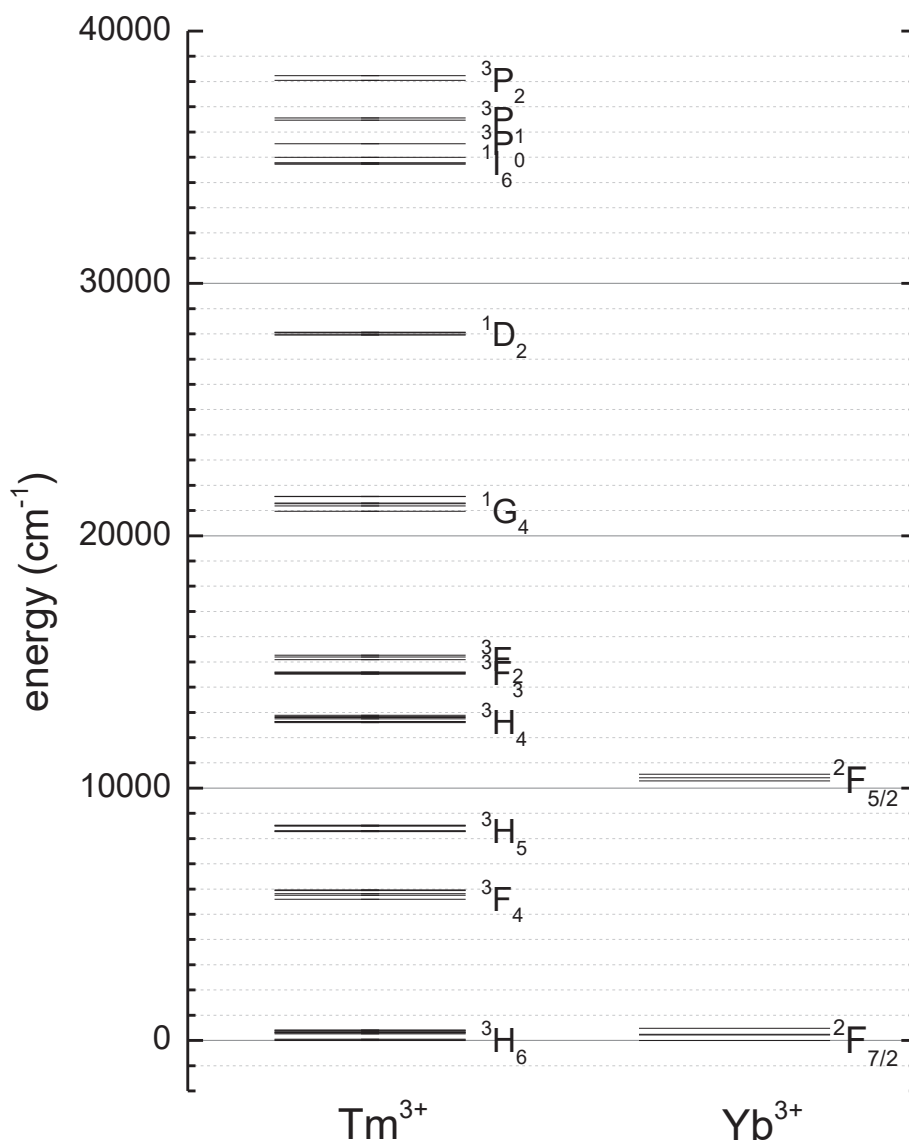 40000
³P₂
³P₁
³P₀
¹I₆
30000
¹D₂
¹G₄
20000
³F₂
³F₃
³H₄
10000
²F₅/₂
³H₅
³F₄
0
³H₆
²F₇/₂
energy (cm⁻¹)
Tm³⁺
Yb³⁺